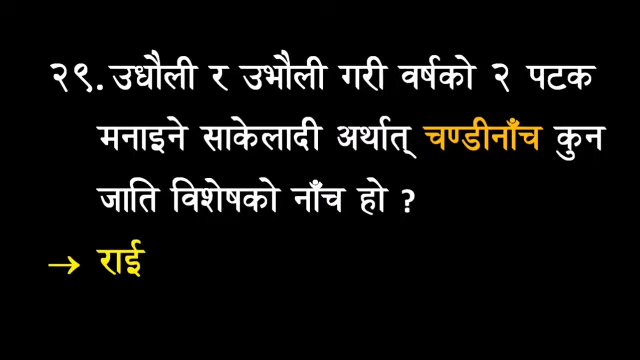 २९. उधौली र उभौली गरी वर्षको २ पटक
मनाइने साकेलादी अर्थात् चण्डीनाँच कुन
जाति विशेषको नाँच हो ?
→ राई